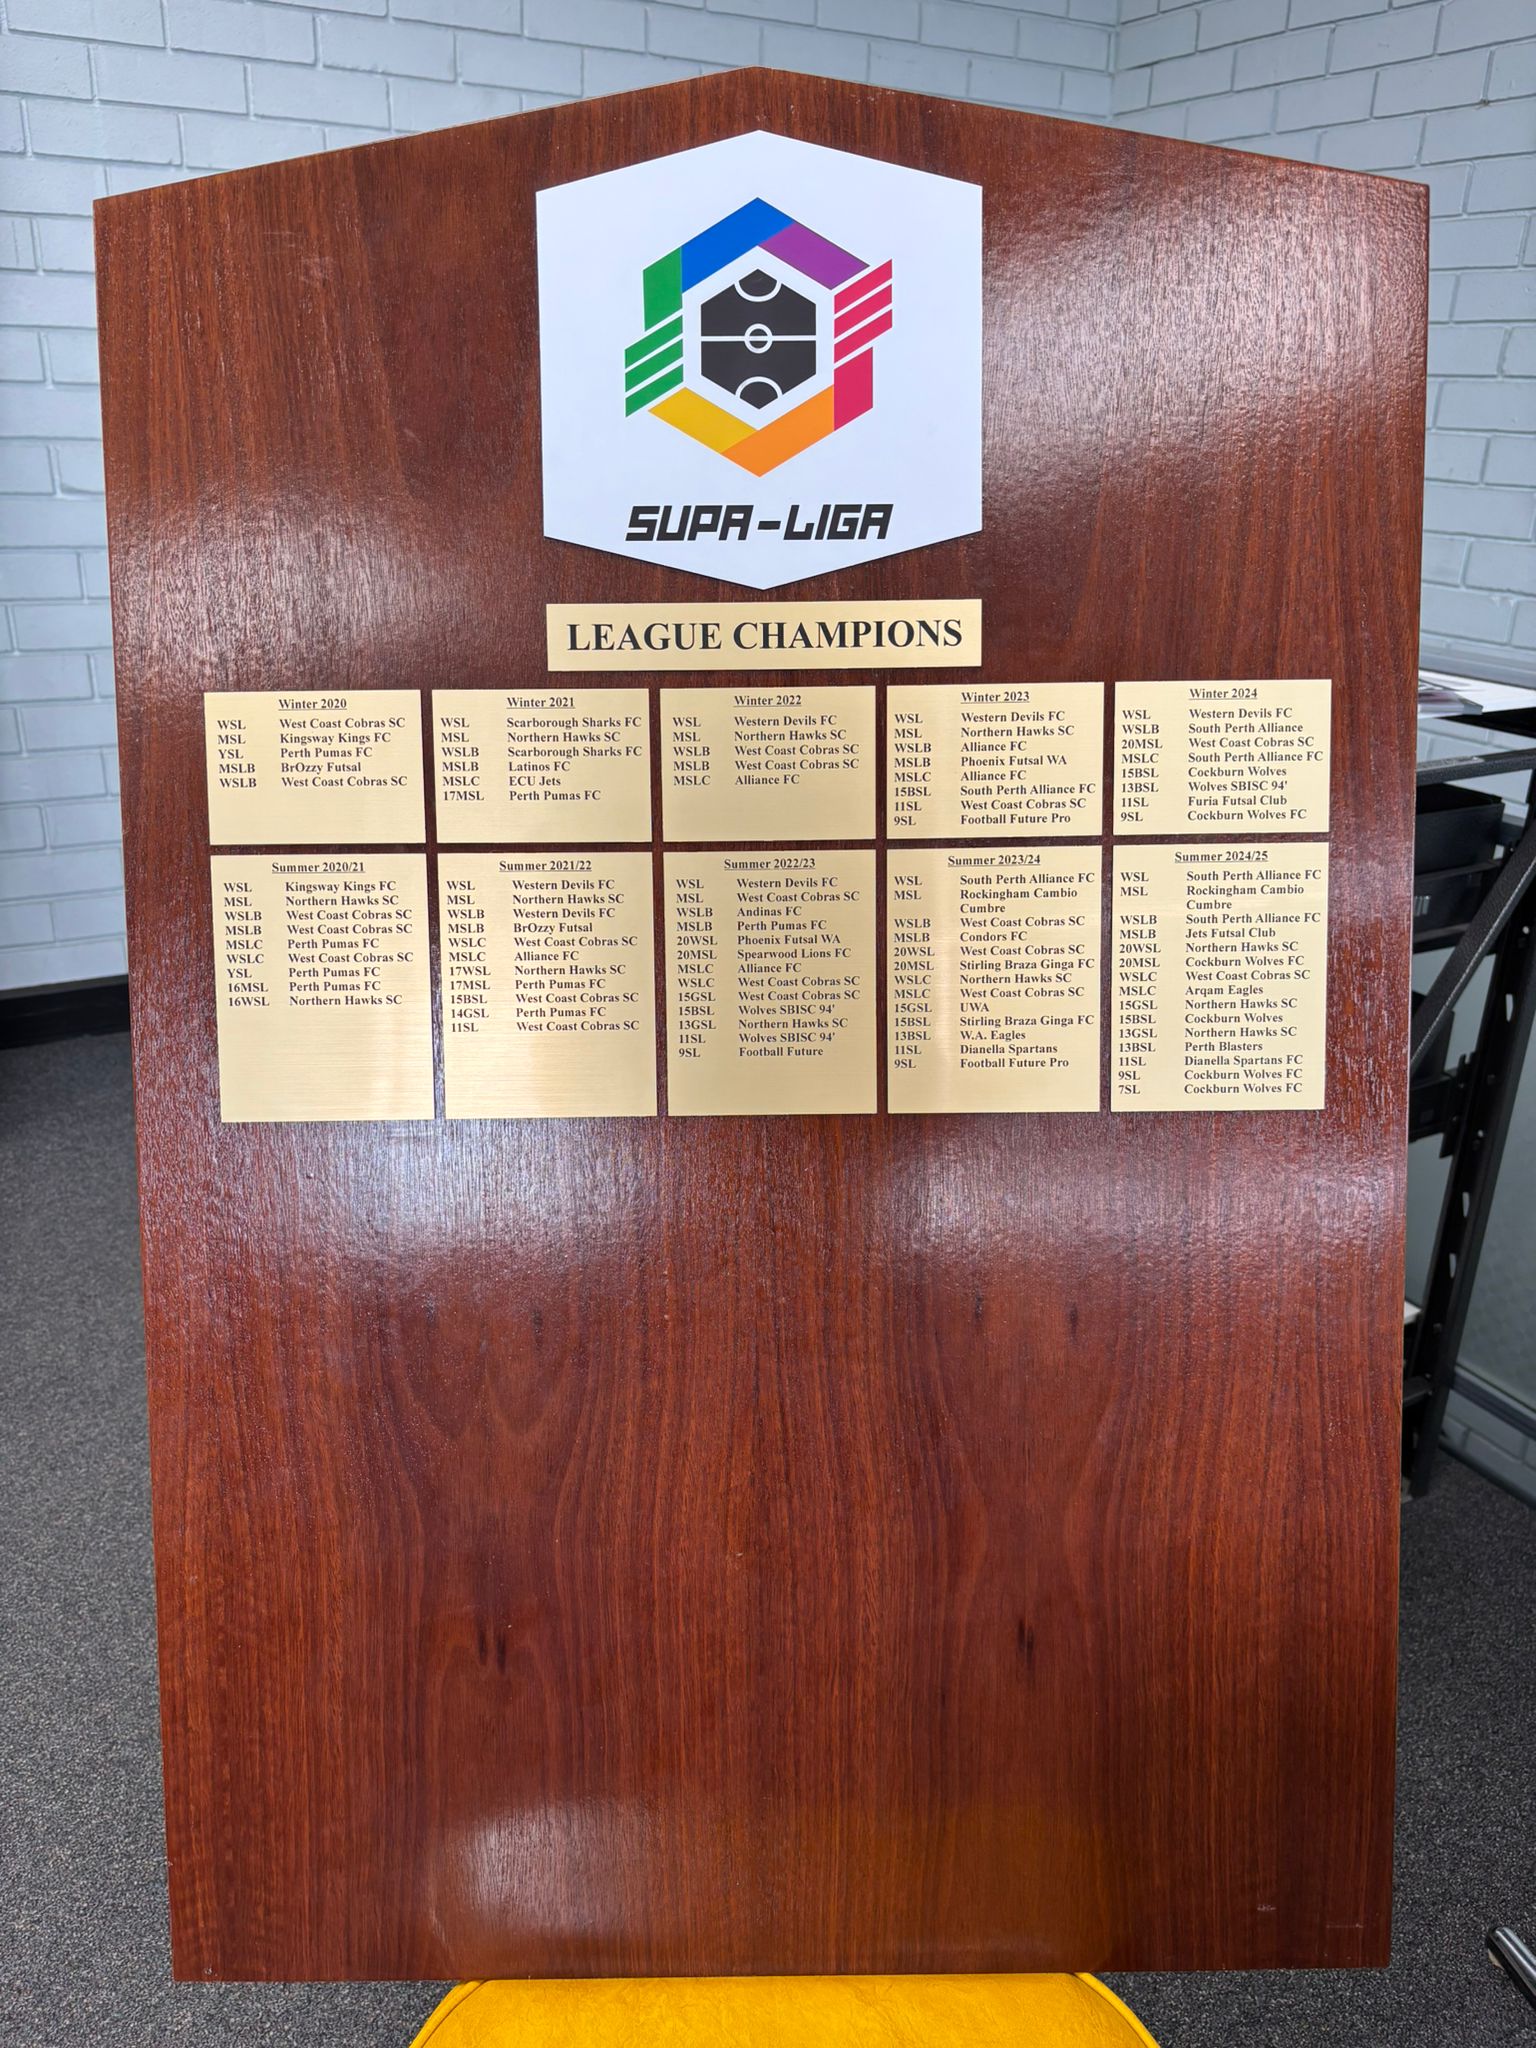 SUPA-LIGA
LEAGUE CHAMPIONS
Winter 2020
WSL West Coast Cobras SC
MSL Kingsway Kings FC
YSL Perth Pumas FC
MSLB BrOzzy Futsal
WSLB West Coast Cobras SC
Winter 2021
WSL Scarborough Sharks FC
MSL Northern Hawks SC
WSLB Scarborough Sharks FC
MSLB Latinos FC
MSLC ECU Jets
17MSL Perth Pumas FC
Winter 2022
WSL Western Devils FC
MSL Northern Hawks SC
WSLB West Coast Cobras SC
MSLB West Coast Cobras SC
MSLC Alliance FC
Winter 2023
WSL Western Devils FC
MSL Northern Hawks SC
WSLB Alliance FC
MSLB Phoenix Futsal WA
MSLC Alliance FC
15BSL South Perth Alliance FC
11SL West Coast Cobras SC
9SL Football Future Pro
Winter 2024
WSL Western Devils FC
WSLB South Perth Alliance
20MSL West Coast Cobras SC
MSLC South Perth Alliance FC
15BSL Cockburn Wolves
13BSL Wolves SBISC 94'
11SL Furia Futsal Club
9SL Cockburn Wolves FC
Summer 2020/21
WSL Kingsway Kings FC
MSL Northern Hawks SC
WSLB West Coast Cobras SC
MSLB West Coast Cobras SC
MSLC Perth Pumas FC
WSLC West Coast Cobras SC
YSL Perth Pumas FC
16MSL Perth Pumas FC
16WSL Northern Hawks SC
Summer 2021/22
WSL Western Devils FC
MSL Northern Hawks SC
WSLB Western Devils FC
MSLB BrOzzy Futsal
WSLC West Coast Cobras SC
MSLC Alliance FC
17WSL Northern Hawks SC
17MSL Perth Pumas FC
15BSL West Coast Cobras SC
14GSL Perth Pumas FC
11SL West Coast Cobras SC
Summer 2022/23
WSL Western Devils FC
MSL West Coast Cobras SC
WSLB Andinas FC
MSLB Perth Pumas FC
20WSL Phoenix Futsal WA
20MSL Spearwood Lions FC
MSLC Alliance FC
WSLC West Coast Cobras SC
15GSL West Coast Cobras SC
15BSL Wolves SBISC 94'
13GSL Northern Hawks SC
11SL Wolves SBISC 94'
9SL Football Future
Summer 2023/24
WSL South Perth Alliance FC
MSL Rockingham Cambio
Cumbre
WSLB West Coast Cobras SC
MSLB Condors FC
20WSL West Coast Cobras SC
20MSL Stirling Braza Ginga FC
WSLC Northern Hawks SC
MSLC West Coast Cobras SC
15GSL UWA
15BSL Stirling Braza Ginga FC
13BSL W.A. Eagles
11SL Dianella Spartans
9SL Football Future Pro
Summer 2024/25
WSL South Perth Alliance FC
MSL Rockingham Cambio
Cumbre
WSLB South Perth Alliance FC
MSLB Jets Futsal Club
20WSL Northern Hawks SC
20MSL Cockburn Wolves FC
WSLC West Coast Cobras SC
MSLC Arqam Eagles
15GSL Northern Hawks SC
15BSL Cockburn Wolves
13GSL Northern Hawks SC
13BSL Perth Blasters
11SL Dianella Spartans FC
9SL Cockburn Wolves FC
7SL Cockburn Wolves FC